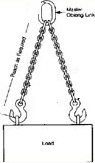 Master
Oblong Link
Reach as Required
Load